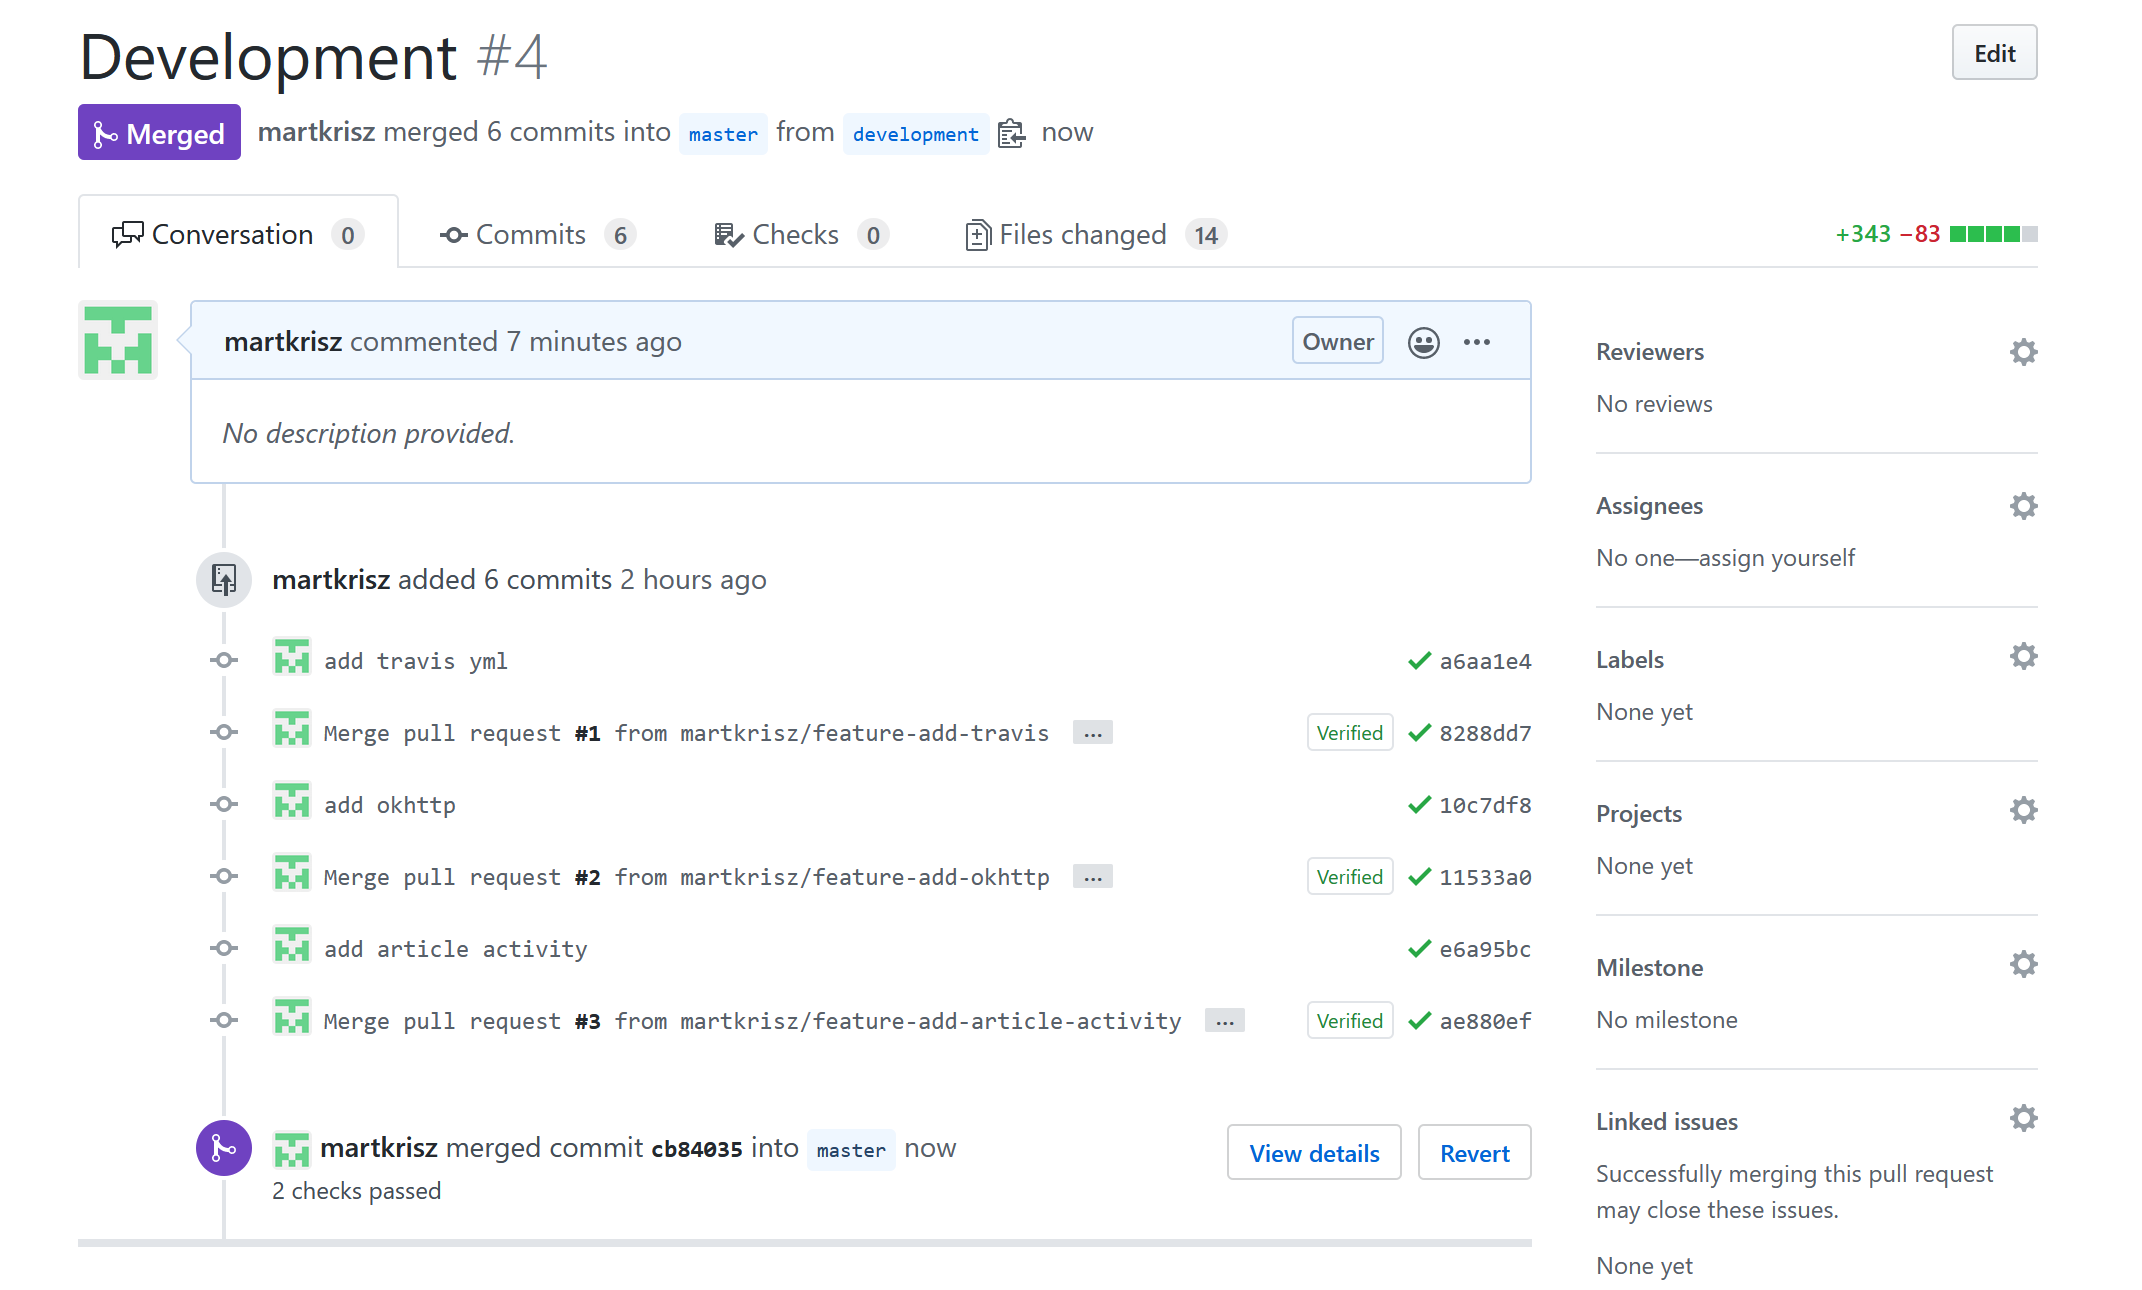 Development #4
Edit
Merged martkrisz merged 6 commits into master from development now
Conversation 0 Commits 6 Checks 0 Files changed 14 +343 −83
martkrisz commented 7 minutes ago Owner
No description provided.
martkrisz added 6 commits 2 hours ago
add travis yml a6aa1e4
Merge pull request #1 from martkrisz/feature-add-travis … Verified 8288dd7
add okhttp 10c7df8
Merge pull request #2 from martkrisz/feature-add-okhttp … Verified 11533a0
add article activity e6a95bc
Merge pull request #3 from martkrisz/feature-add-article-activity … Verified ae880ef
martkrisz merged commit cb84035 into master now
2 checks passed
View details Revert
Reviewers
No reviews
Assignees
No one—assign yourself
Labels
None yet
Projects
None yet
Milestone
No milestone
Linked issues
Successfully merging this pull request
may close these issues.
None yet